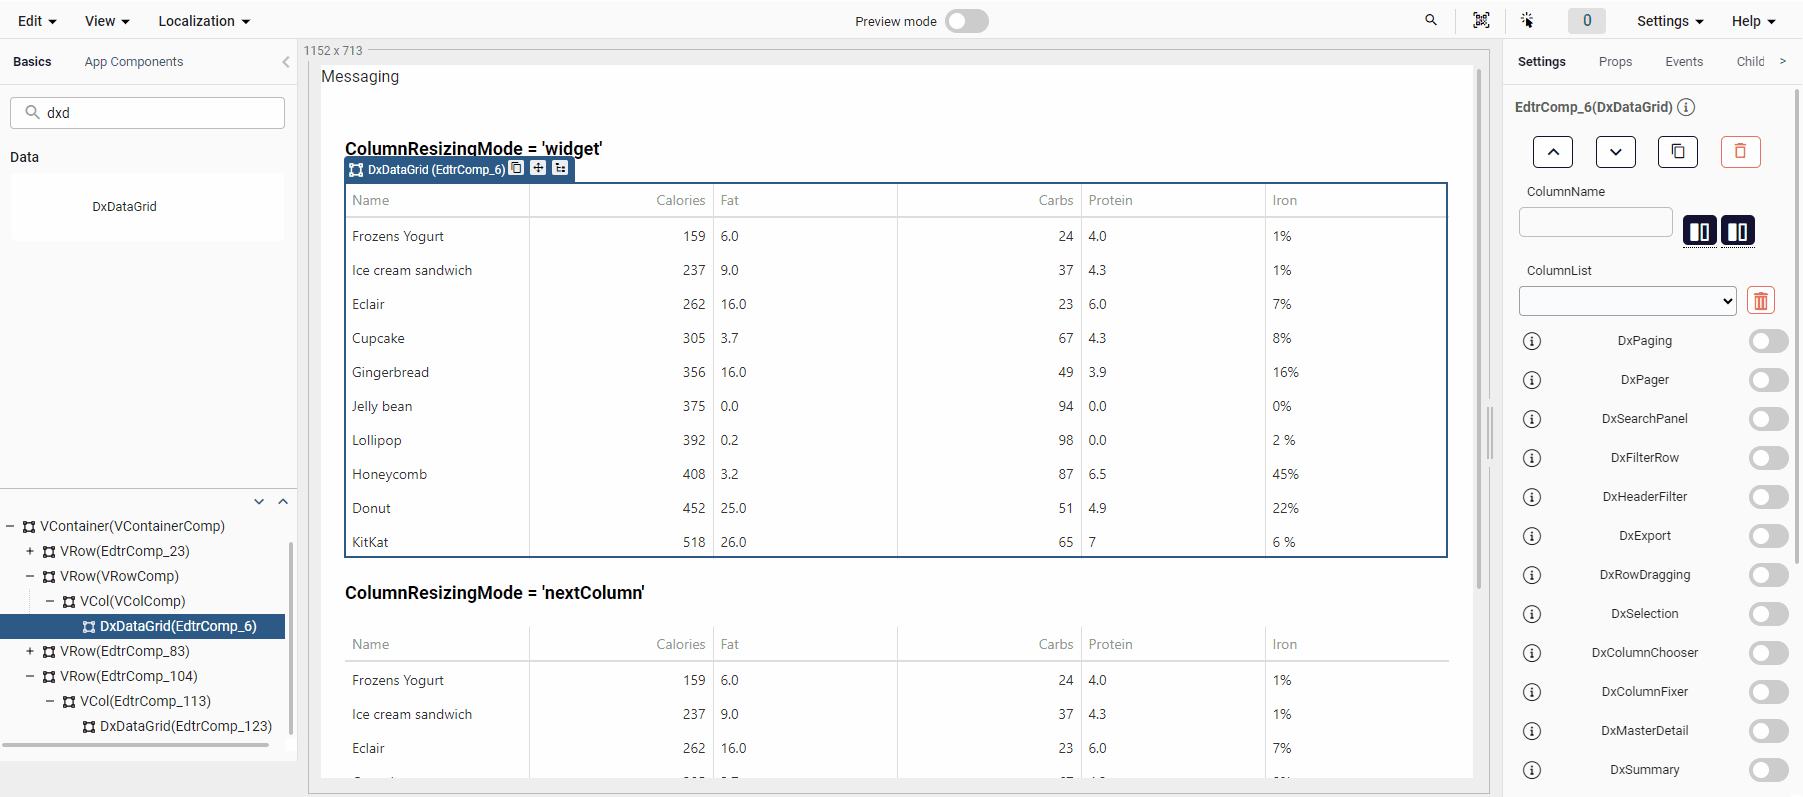 Edit View Localization Preview mode 0 Settings Help
Basics App Components
dxd
Data
DxDataGrid
VContainer(VContainerComp)
VRow(EdtrComp_23)
VRow(VRowComp)
VCol(VColComp)
DxDataGrid(EdtrComp_6)
VRow(EdtrComp_83)
VRow(EdtrComp_104)
VCol(EdtrComp_113)
DxDataGrid(EdtrComp_123)
1152 x 713
Messaging
ColumnResizingMode = 'widget'
DxDataGrid (EdtrComp_6)
Name Calories Fat Carbs Protein Iron
Frozens Yogurt 159 6.0 24 4.0 1%
Ice cream sandwich 237 9.0 37 4.3 1%
Eclair 262 16.0 23 6.0 7%
Cupcake 305 3.7 67 4.3 8%
Gingerbread 356 16.0 49 3.9 16%
Jelly bean 375 0.0 94 0.0 0%
Lollipop 392 0.2 98 0.0 2 %
Honeycomb 408 3.2 87 6.5 45%
Donut 452 25.0 51 4.9 22%
KitKat 518 26.0 65 7 6 %
ColumnResizingMode = 'nextColumn'
Name Calories Fat Carbs Protein Iron
Frozens Yogurt 159 6.0 24 4.0 1%
Ice cream sandwich 237 9.0 37 4.3 1%
Eclair 262 16.0 23 6.0 7%
Settings Props Events Child >
EdtrComp_6(DxDataGrid)
ColumnName
ColumnList
DxPaging
DxPager
DxSearchPanel
DxFilterRow
DxHeaderFilter
DxExport
DxRowDragging
DxSelection
DxColumnChooser
DxColumnFixer
DxMasterDetail
DxSummary